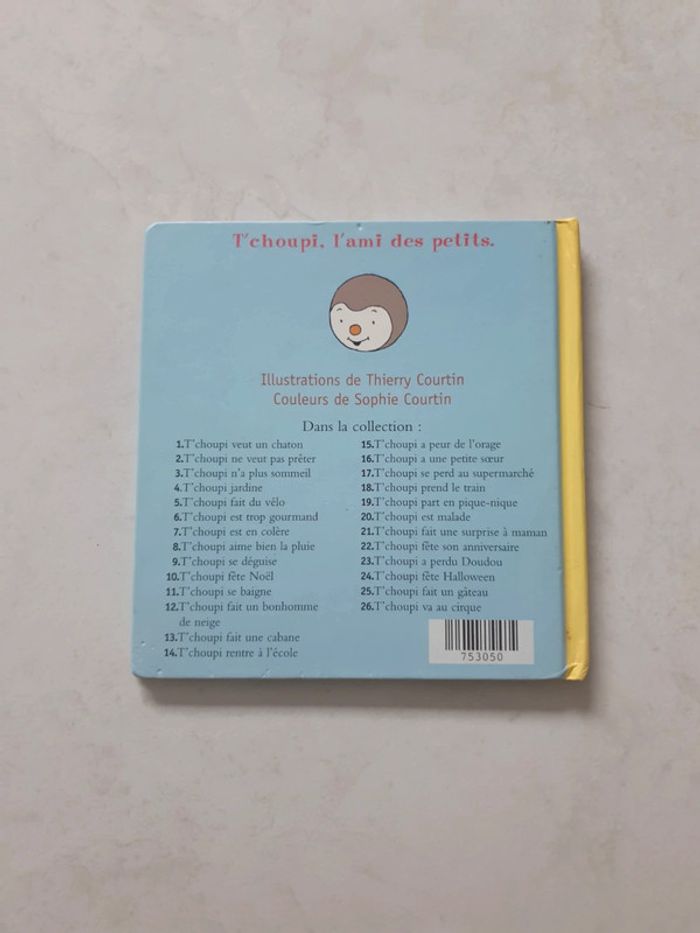 T'choupi, l'ami des petits.
Illustrations de Thierry Courtin
Couleurs de Sophie Courtin
Dans la collection :
1.T'choupi veut un chaton
2.T'choupi ne veut pas prêter
3.T'choupi n'a plus sommeil
4.T'choupi jardine
5.T'choupi fait du vélo
6.T'choupi est trop gourmand
7.T'choupi est en colère
8.T'choupi aime bien la pluie
9.T'choupi se déguise
10.T'choupi fête Noël
11.T'choupi se baigne
12.T'choupi fait un bonhomme
de neige
13.T'choupi fait une cabane
14.T'choupi rentre à l'école
15.T'choupi a peur de l'orage
16.T'choupi a une petite sœur
17.T'choupi se perd au supermarché
18.T'choupi prend le train
19.T'choupi part en pique-nique
20.T'choupi est malade
21.T'choupi fait une surprise à maman
22.T'choupi fête son anniversaire
23.T'choupi a perdu Doudou
24.T'choupi fête Halloween
25.T'choupi fait un gâteau
26.T'choupi va au cirque
753050